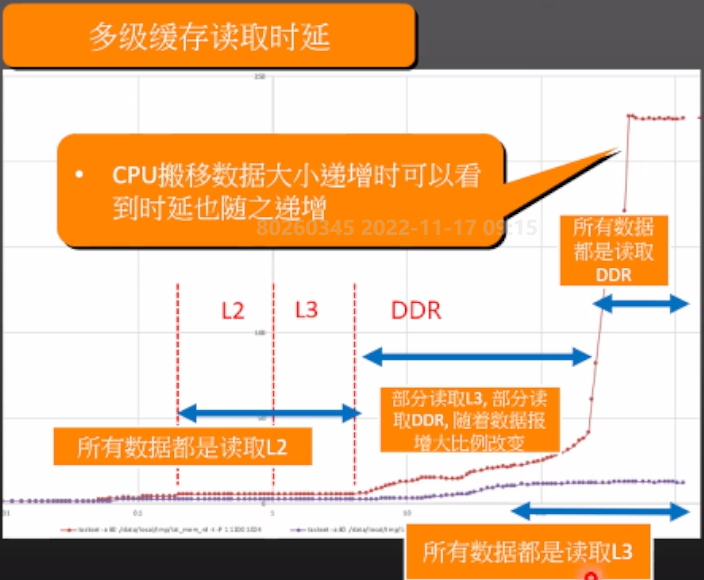 多级缓存读取时延
250
• CPU搬移数据大小递增时可以看
到时延也随之递增
80260345 2022-11-17 09:15
所有数据
都是读取
DDR
L2 L3 DDR
100
部分读取L3, 部分读
取DDR, 随着数据报
增大比例改变
所有数据都是读取L2
0.1 1 10
所有数据都是读取L3